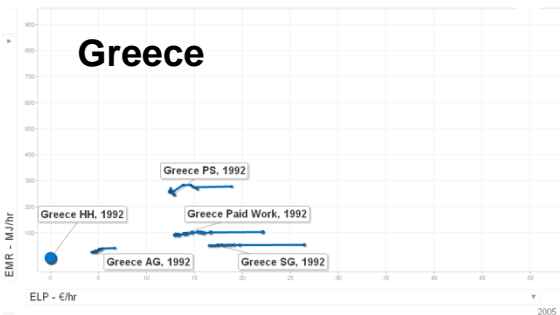 Greece
900
800
700
600
500
400
300
200
100
EMR - MJ/hr
Greece PS, 1992
Greece HH, 1992
Greece Paid Work, 1992
Greece AG, 1992
Greece SG, 1992
0 5 10 15 20 25 30 35 40 45 50
ELP - €/hr
2005